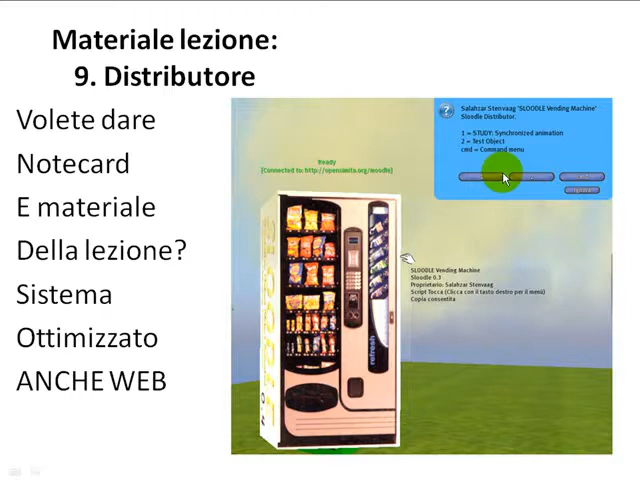 Materiale lezione:
9. Distributore
Volete dare
Notecard
E materiale
Della lezione?
Sistema
Ottimizzato
ANCHE WEB
Salahzar Stenvaag 'SLOODLE Vending Machine'
Sloodle Distributor.
1 = STUDY: Synchronized animation
2 = Test Object
cmd = Command menu
Ignora
Ready
[Connected to: http://opensimita.org/moodle]
SLOODLE Vending Machine
Sloodle 0.3
Proprietario: Salahzar Stenvaag
Script Tocca (Clicca con il tasto destro per il menù)
Copia consentita
refresh